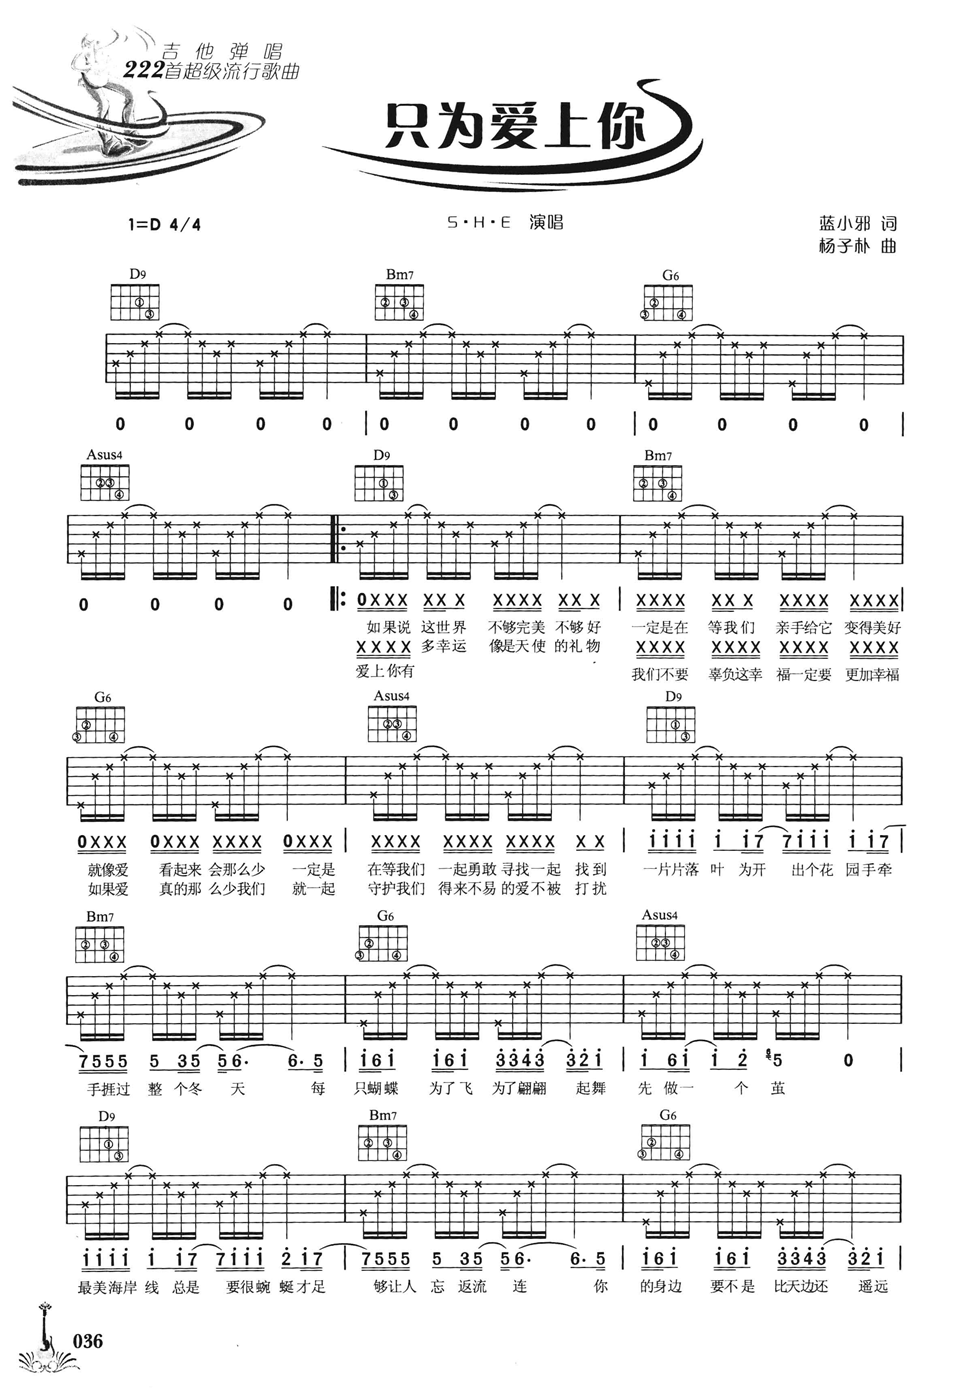 吉他弹唱
222首超级流行歌曲
只为爱上你
1=D 4/4
S·H·E 演唱
蓝小邪 词
杨子朴 曲
D9 Bm7 G6
0 0 0 0 | 0 0 0 0 | 0 0 0 0 |
Asus4 D9 Bm7
0 0 0 0 ‖: 0XXX XX X XXXX XX X | XXXX XX X XXXX XXXX |
如果说 这世界 不够完美 不够好 一定是在 等我们 亲手给它 变得美好
XXXX XX X XXXX XX X XXXX XXXX XXXX XXXX
爱上你有 多幸运 像是天使 的礼物 我们不要 辜负这幸 福一定要 更加幸福
G6 Asus4 D9
0XXX XXXX XXXX 0XXX | XXXX XXXX XXXX X X | i i i i i i 7 7 i i i i i 7
就像爱 看起来 会那么少 一定是 在等我们 一起勇敢 寻找一起 找到 一片片落 叶 为开 出个花 园手牵
如果爱 真的那 么少我们 就一起 守护我们 得来不易 的爱不被 打扰
Bm7 G6 Asus4
7555 5 35 56· 6·5 | i6i i6i 3343 32i | i 6i i 2 5 0
手捱过 整 个冬 天 每 只蝴蝶 为了飞 为了翩翩 起舞 先 做一 个 茧
D9 Bm7 G6
i i i i i i7 7 i i i 2 i7 | 7555 5 35 56· 6·5 | i6i i6i 3343 32i
最美海岸 线 总是 要很蜿 蜒才足 够让人 忘 返流 连 你 的身边 要不是 比天边还 遥远
036